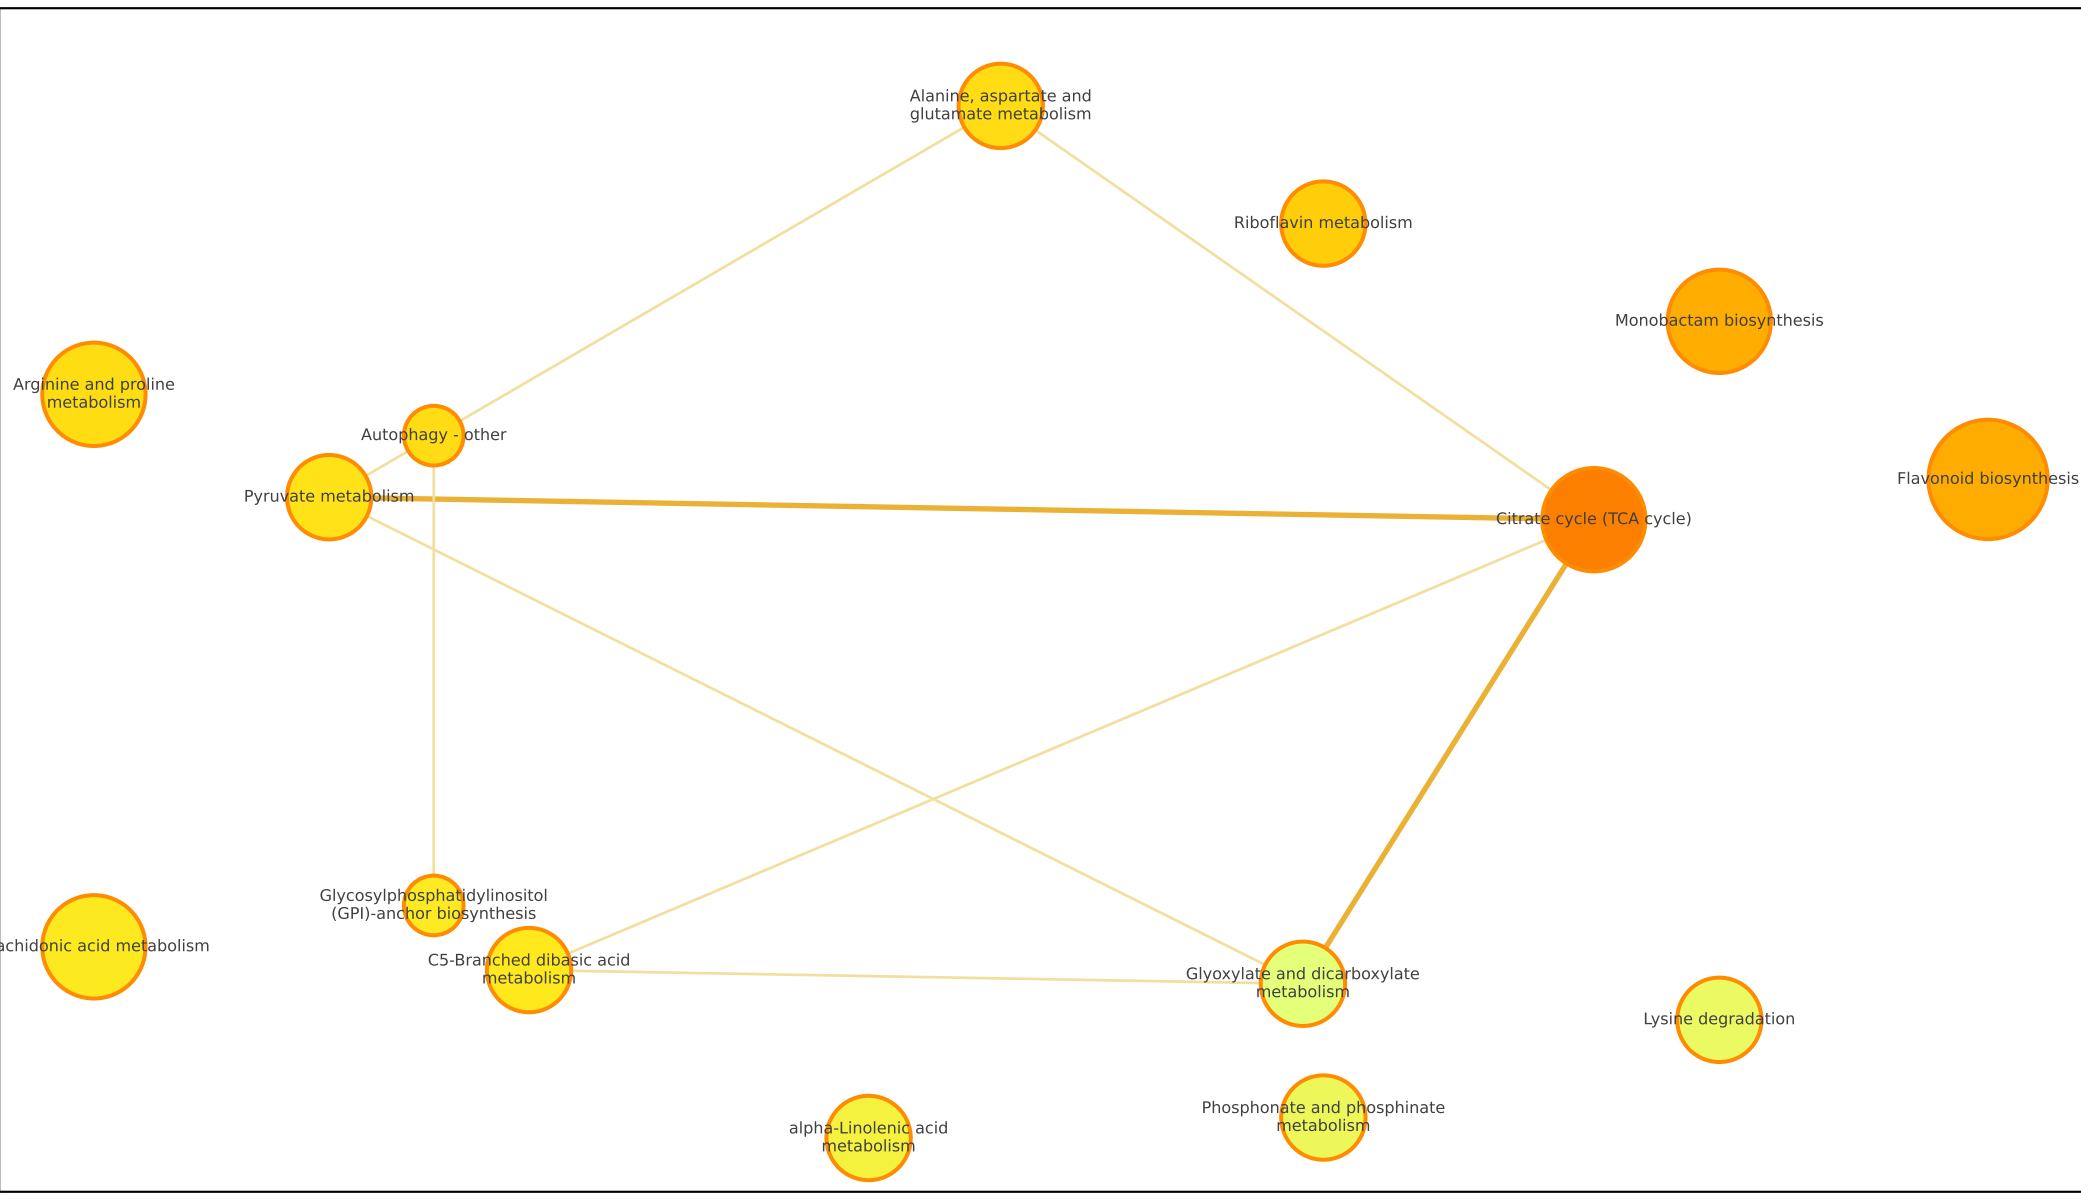 Alanine, aspartate and
glutamate metabolism
Riboflavin metabolism
Monobactam biosynthesis
Arginine and proline
metabolism
Autophagy - other
Flavonoid biosynthesis
Pyruvate metabolism
Citrate cycle (TCA cycle)
Glycosylphosphatidylinositol
(GPI)-anchor biosynthesis
achidonic acid metabolism
C5-Branched dibasic acid
metabolism
Glyoxylate and dicarboxylate
metabolism
Lysine degradation
Phosphonate and phosphinate
metabolism
alpha-Linolenic acid
metabolism